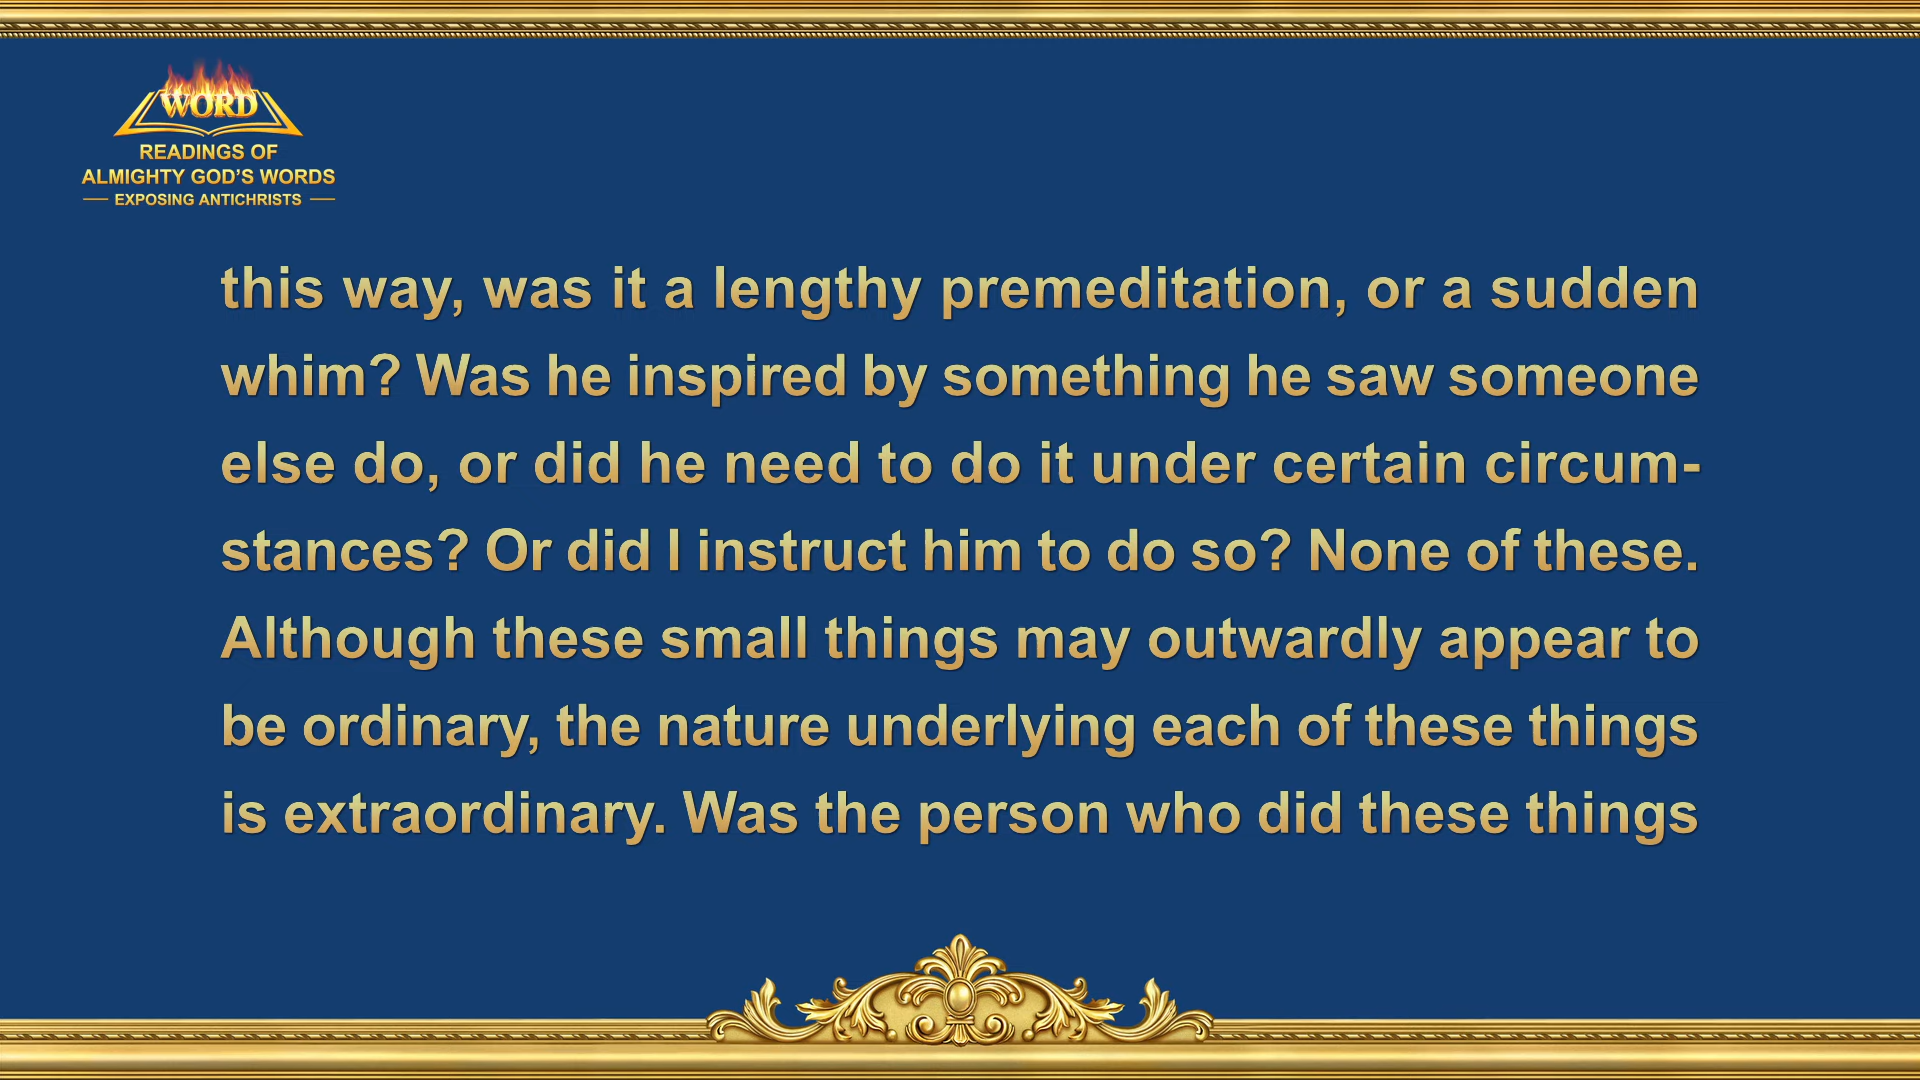 WORD
READINGS OF
ALMIGHTY GOD'S WORDS
EXPOSING ANTICHRISTS
this way, was it a lengthy premeditation, or a sudden
whim? Was he inspired by something he saw someone
else do, or did he need to do it under certain circum-
stances? Or did I instruct him to do so? None of these.
Although these small things may outwardly appear to
be ordinary, the nature underlying each of these things
is extraordinary. Was the person who did these things